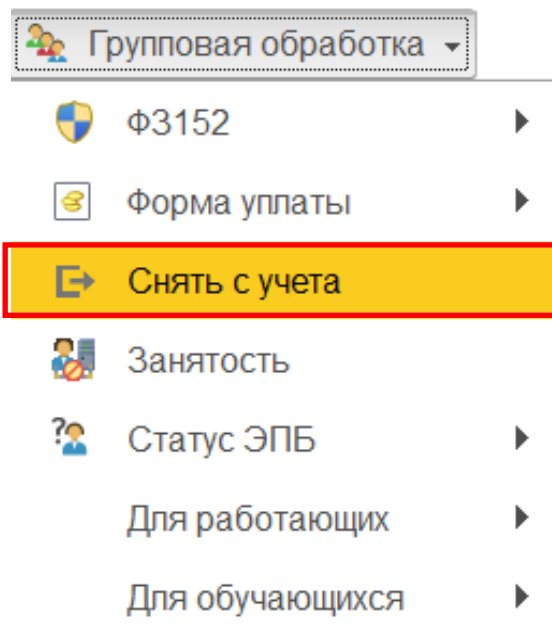 Групповая обработка
ФЗ152
Форма уплаты
Снять с учета
Занятость
Статус ЭПБ
Для работающих
Для обучающихся